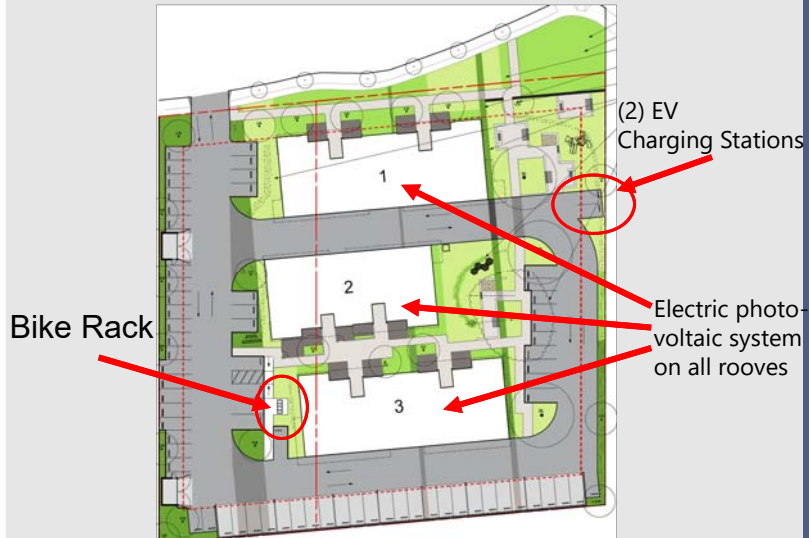 (2) EV
Charging Stations
1
2
Bike Rack
Electric photo-
voltaic system
on all rooves
3